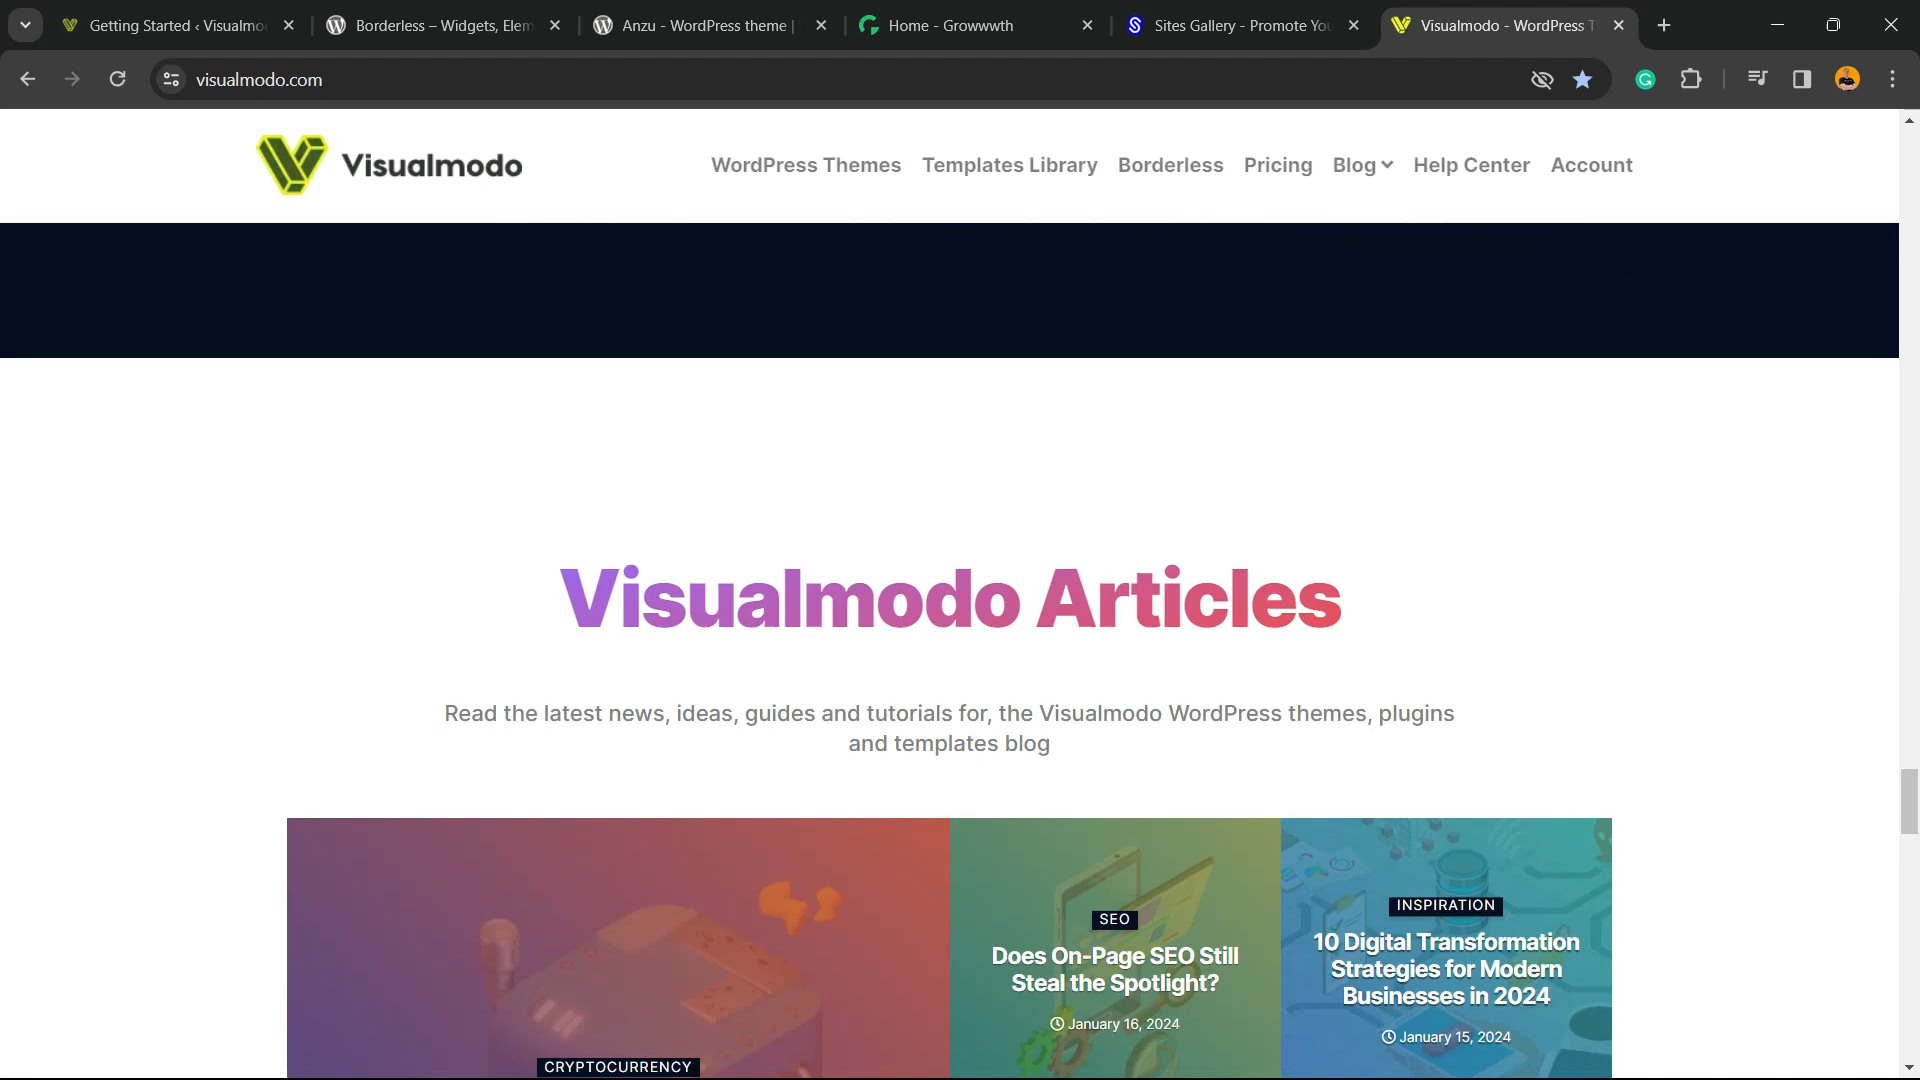 Getting Started ‹ Visualmo
Borderless – Widgets, Elem
Anzu - WordPress theme |
Home - Growwwth
Sites Gallery - Promote You
Visualmodo - WordPress T
visualmodo.com
Visualmodo
WordPress Themes Templates Library Borderless Pricing Blog Help Center Account
Visualmodo Articles
Read the latest news, ideas, guides and tutorials for, the Visualmodo WordPress themes, plugins
and templates blog
CRYPTOCURRENCY
SEO
Does On-Page SEO Still
Steal the Spotlight?
January 16, 2024
INSPIRATION
10 Digital Transformation
Strategies for Modern
Businesses in 2024
January 15, 2024